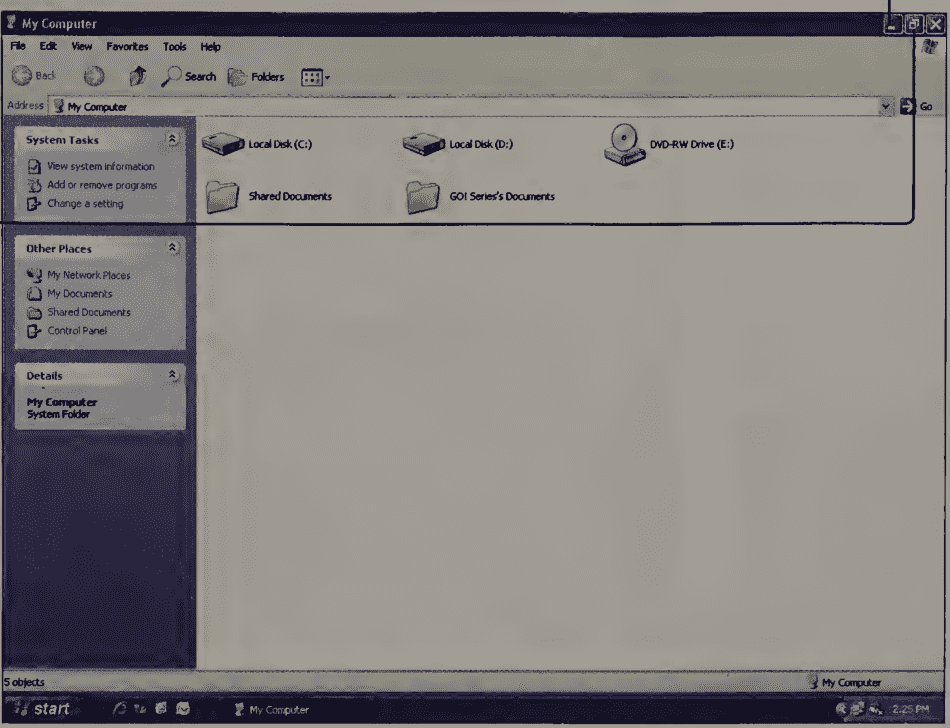 My Computer
File Edit View Favorites Tools Help
Back Search Folders
Address My Computer Go
System Tasks
View system information
Add or remove programs
Change a setting
Local Disk (C:) Local Disk (D:) DVD-RW Drive (E:)
Shared Documents GO! Series's Documents
Other Places
My Network Places
My Documents
Shared Documents
Control Panel
Details
My Computer
System Folder
5 objects My Computer
start My Computer 2:25 PM